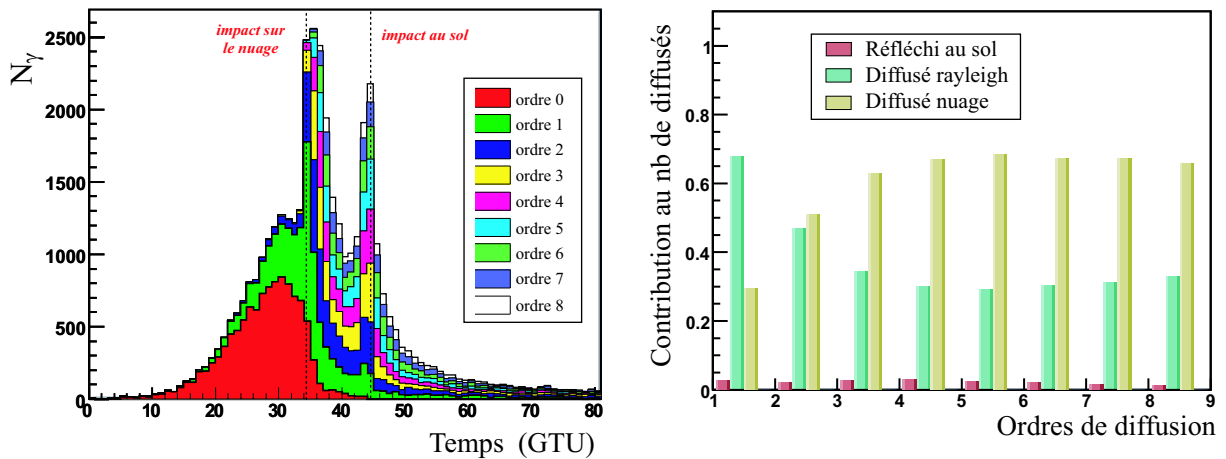 2500
2000
1500
1000
500
0
Nγ
impact sur
le nuage
impact au sol
ordre 0
ordre 1
ordre 2
ordre 3
ordre 4
ordre 5
ordre 6
ordre 7
ordre 8
0 10 20 30 40 50 60 70 80
Temps (GTU)
1
0.8
0.6
0.4
0.2
0
Contribution au nb de diffusés
Réfléchi au sol
Diffusé rayleigh
Diffusé nuage
1 2 3 4 5 6 7 8 9
Ordres de diffusion